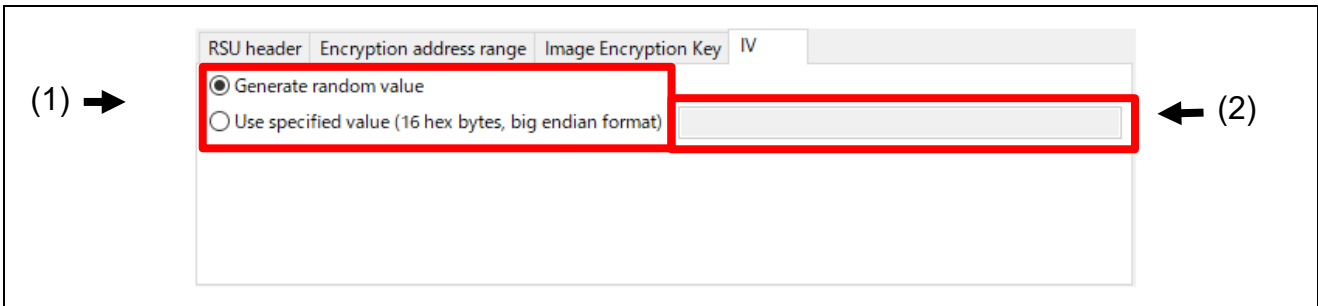 RSU header Encryption address range Image Encryption Key IV
(1) Generate random value
Use specified value (16 hex bytes, big endian format) (2)